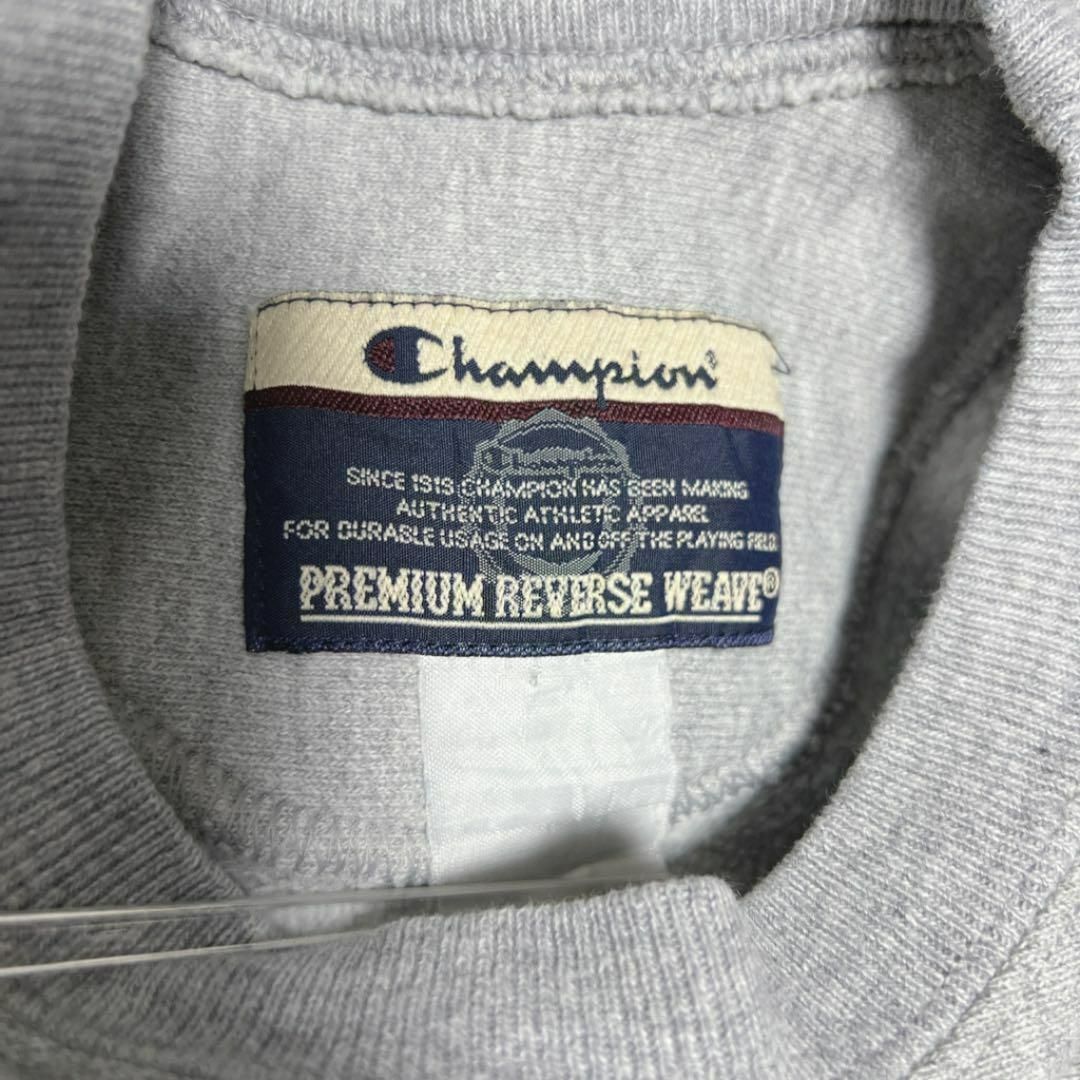 Champion®
Champion
SINCE 1919 CHAMPION HAS BEEN MAKING
AUTHENTIC ATHLETIC APPAREL
FOR DURABLE USAGE ON AND OFF THE PLAYING FIELD.
PREMIUM REVERSE WEAVE®